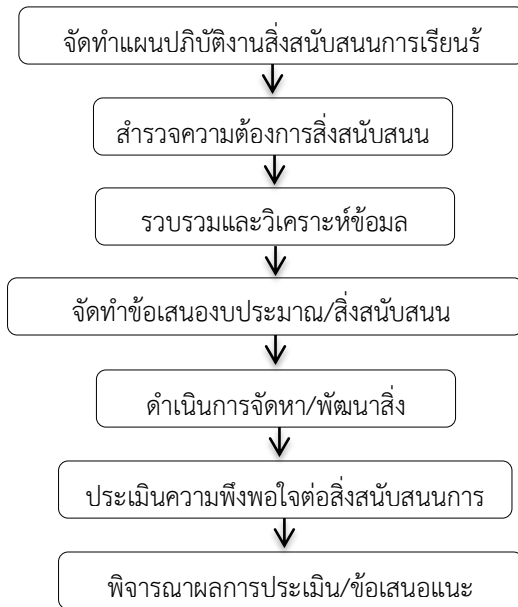 จัดทำแผนปฏิบัติงานสิ่งสนับสนนการเรียนร้
สำรวจความต้องการสิ่งสนับสนน
รวบรวมและวิเคราะห์ข้อมล
จัดทำข้อเสนองบประมาณ/สิ่งสนับสนน
ดำเนินการจัดหา/พัฒนาสิ่ง
ประเมินความพึงพอใจต่อสิ่งสนับสนนการ
พิจารณาผลการประเมิน/ข้อเสนอแนะ